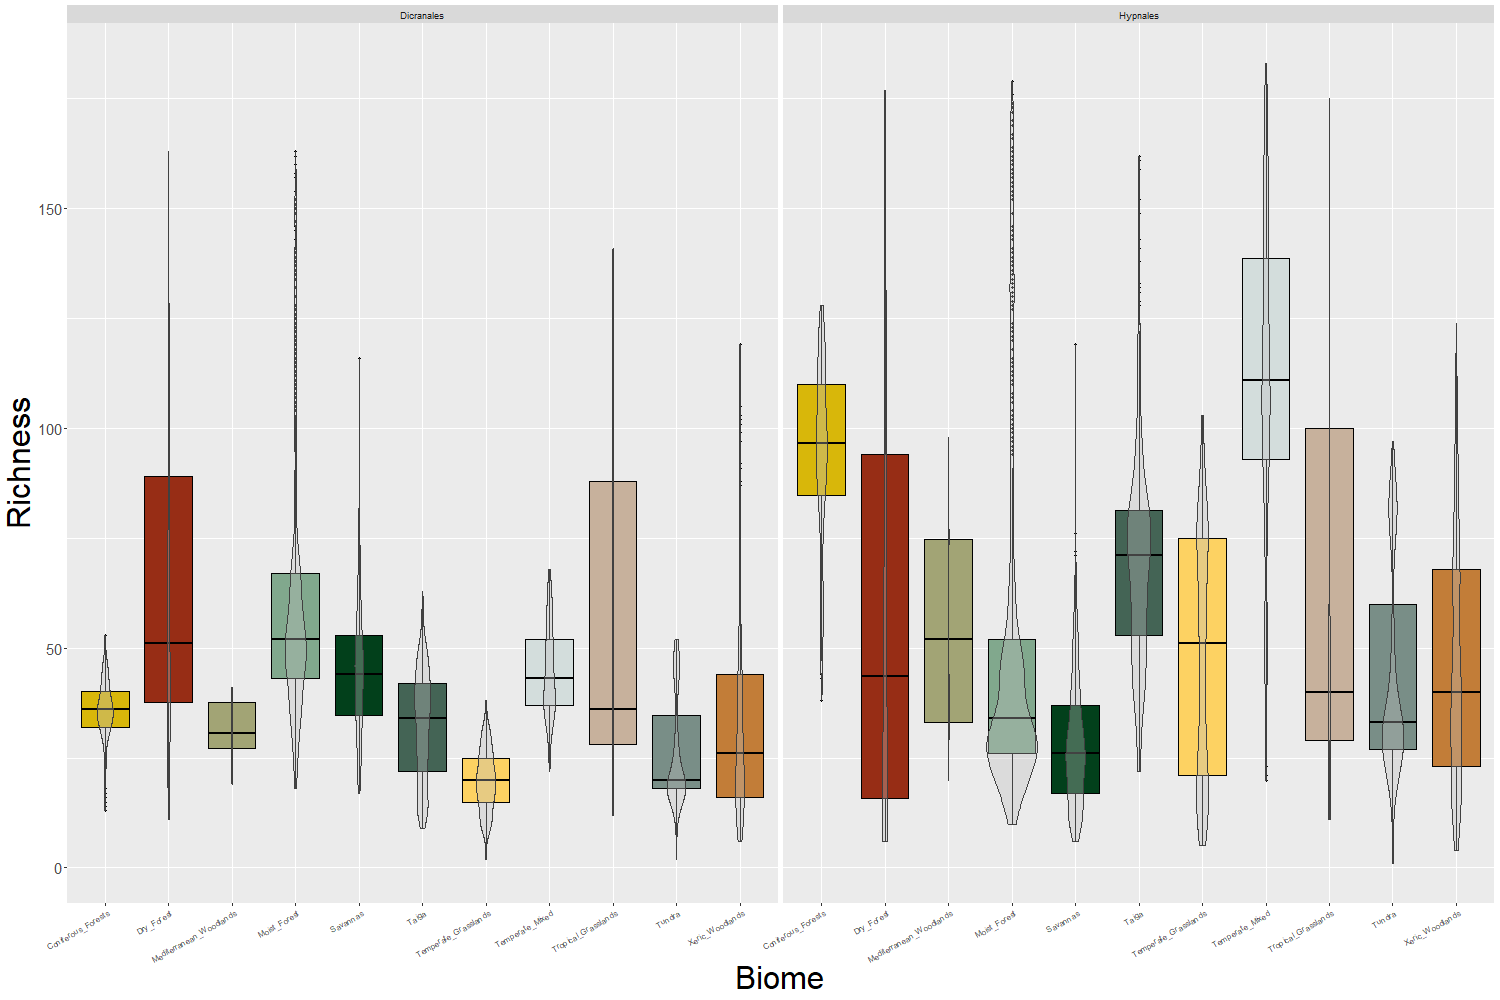 Dicranales Hypnales
Richness
150
100
50
0
Coniferous_Forests Dry_Forest Mediterranean_Woodlands Moist_Forest Savannas Taiga Temperate_Grasslands Temperate_Mixed Tropical_Grasslands Tundra Xeric_Woodlands Coniferous_Forests Dry_Forest Mediterranean_Woodlands Moist_Forest Savannas Taiga Temperate_Grasslands Temperate_Mixed Tropical_Grasslands Tundra Xeric_Woodlands
Biome